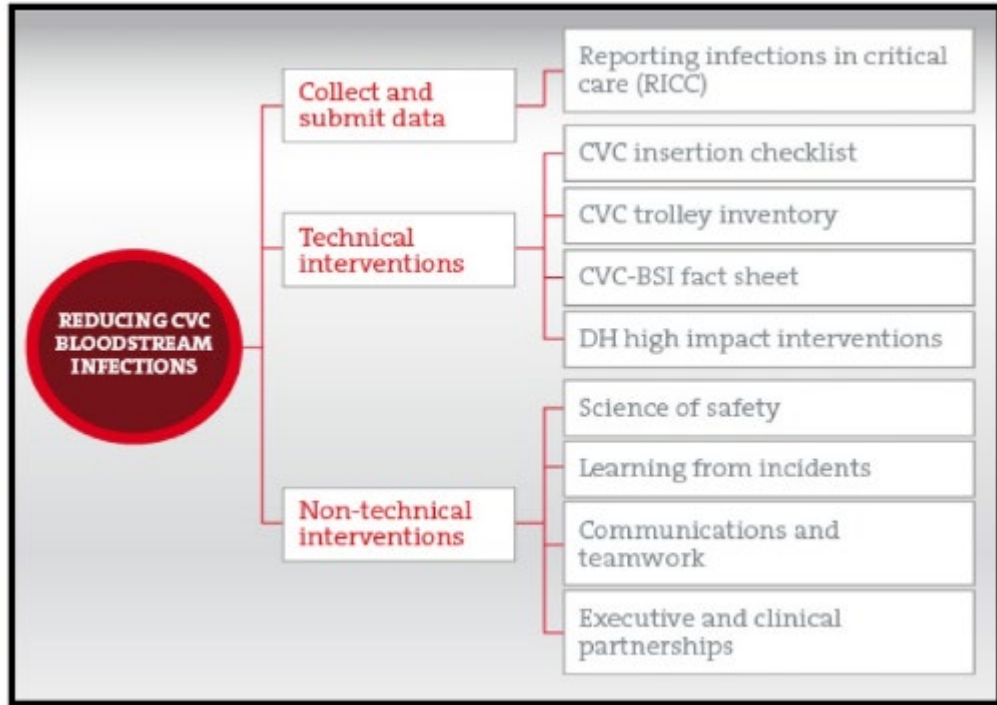 REDUCING CVC
BLOODSTREAM
INFECTIONS
Collect and
submit data
Reporting infections in critical
care (RICC)
Technical
interventions
CVC insertion checklist
CVC trolley inventory
CVC-BSI fact sheet
DH high impact interventions
Non-technical
interventions
Science of safety
Learning from incidents
Communications and
teamwork
Executive and clinical
partnerships